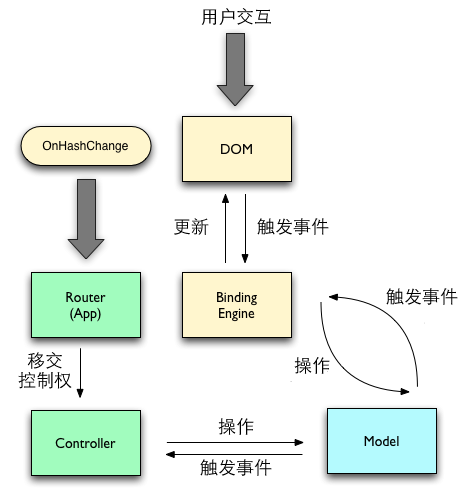 用户交互
OnHashChange
DOM
更新
触发事件
Router
(App)
Binding
Engine
触发事件
操作
移交
控制权
Controller
操作
触发事件
Model